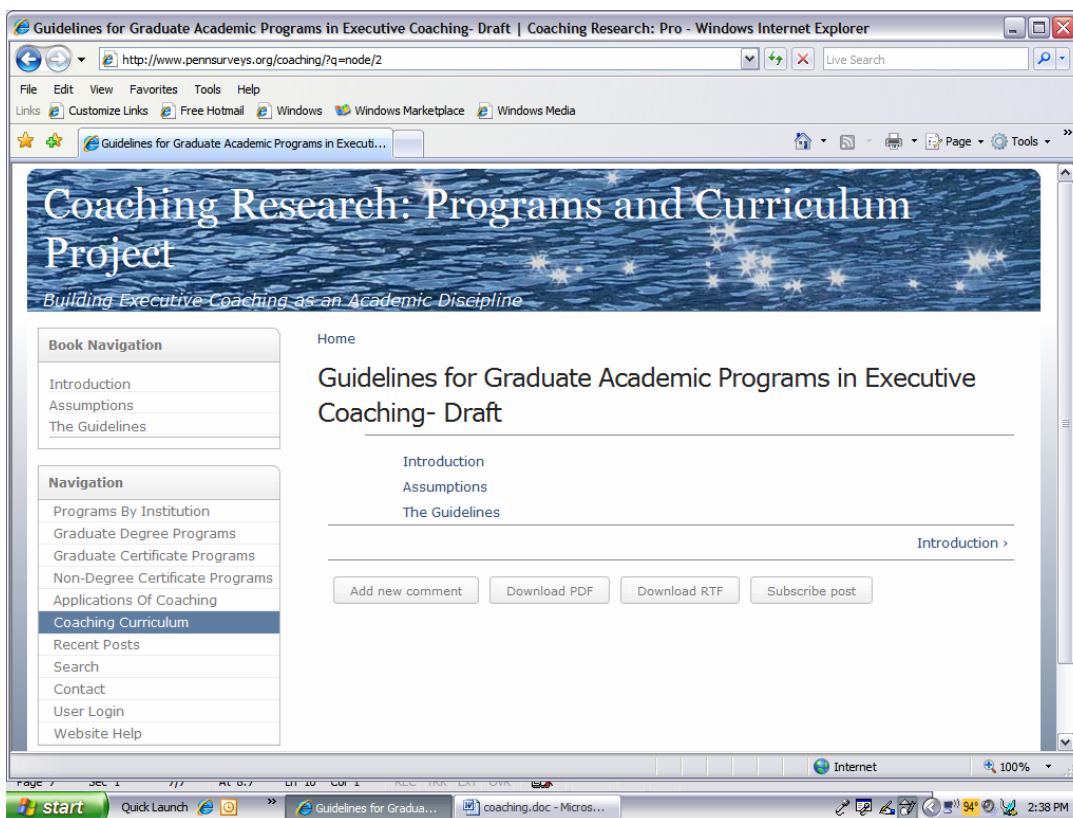 Guidelines for Graduate Academic Programs in Executive Coaching- Draft | Coaching Research: Pro - Windows Internet Explorer
http://www.pennsurveys.org/coaching/?q=node/2
Live Search
File Edit View Favorites Tools Help
Links Customize Links Free Hotmail Windows Windows Marketplace Windows Media
Guidelines for Graduate Academic Programs in Executi...
Page Tools »
Coaching Research: Programs and Curriculum
Project
Building Executive Coaching as an Academic Discipline
Book Navigation
Introduction
Assumptions
The Guidelines
Navigation
Programs By Institution
Graduate Degree Programs
Graduate Certificate Programs
Non-Degree Certificate Programs
Applications Of Coaching
Coaching Curriculum
Recent Posts
Search
Contact
User Login
Website Help
Home
Guidelines for Graduate Academic Programs in Executive
Coaching- Draft
Introduction
Assumptions
The Guidelines
Introduction ›
Add new comment Download PDF Download RTF Subscribe post
Internet 100%
start Quick Launch » Guidelines for Gradua... coaching.doc - Micros... 94° 2:38 PM